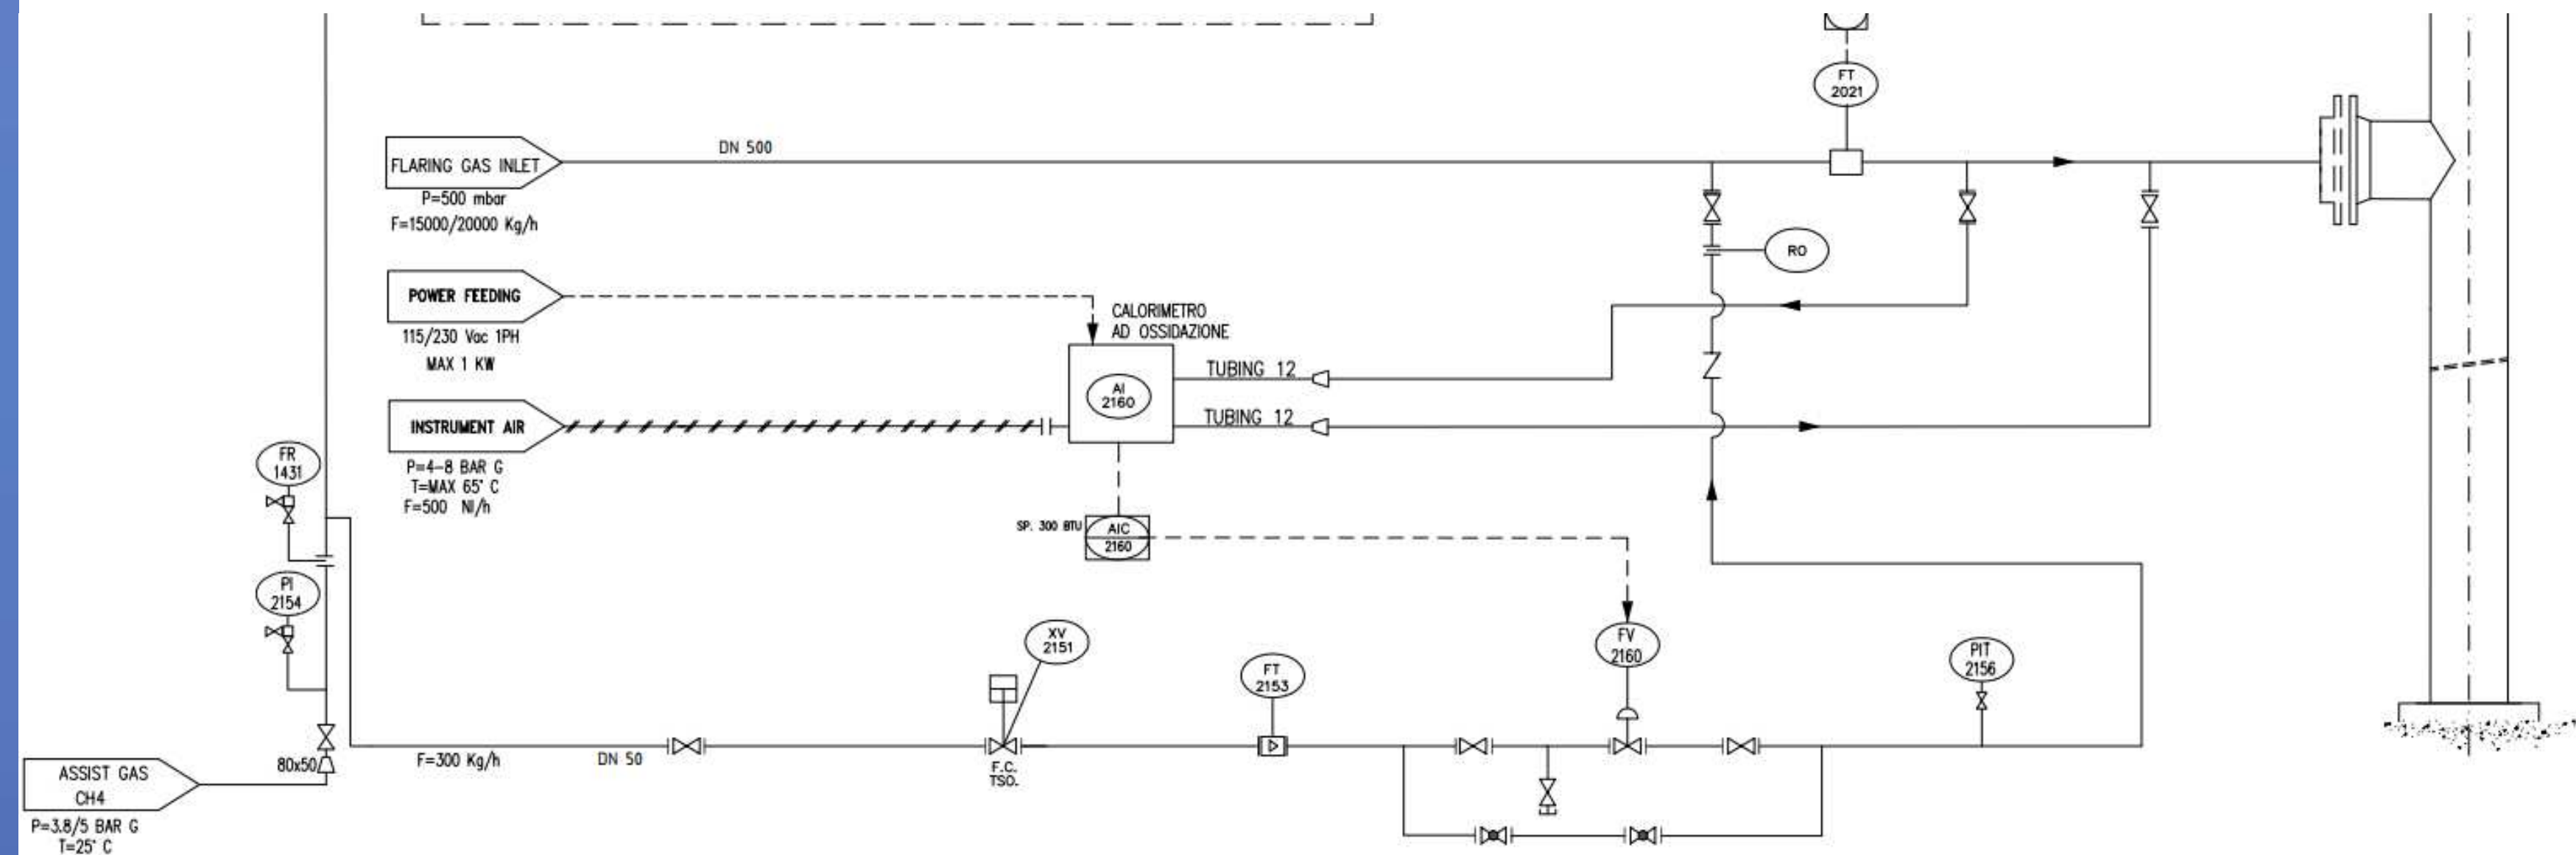 FT
2021
DN 500
FLARING GAS INLET
P=500 mbar
F=15000/20000 Kg/h
RO
POWER FEEDING
115/230 Vac 1PH
MAX 1 KW
CALORIMETRO
AD OSSIDAZIONE
TUBING 12
AI
2160
TUBING 12
INSTRUMENT AIR
P=4-8 BAR G
T=MAX 65° C
F=500 Nl/h
FR
1431
SP. 300 BTU
AIC
2160
PI
2154
XV
2151
FT
2153
FV
2160
PIT
2156
F=300 Kg/h
DN 50
F.C.
TSO.
80x50
ASSIST GAS
CH4
P=3.8/5 BAR G
T=25° C